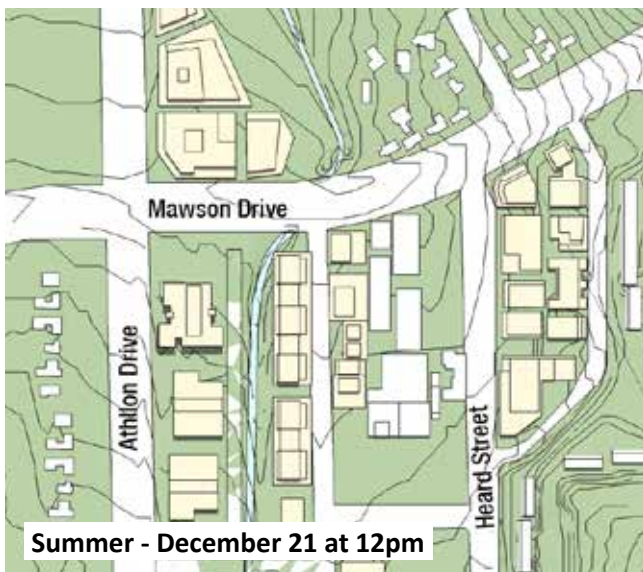 Mawson Drive
Athllon Drive
Heard Street
Summer - December 21 at 12pm